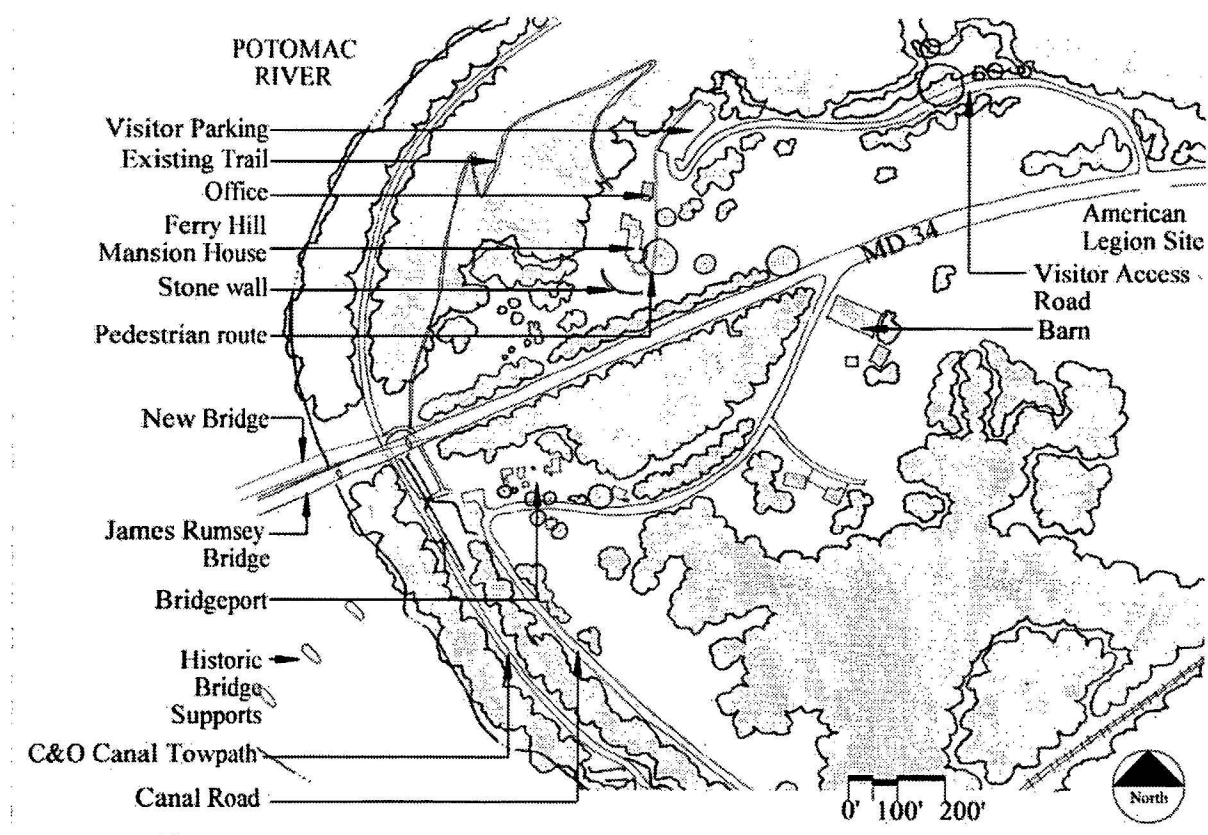 POTOMAC
RIVER
Visitor Parking
Existing Trail
Office
Ferry Hill
Mansion House
Stone wall
Pedestrian route
New Bridge
James Rumsey
Bridge
Bridgeport
Historic
Bridge
Supports
C&O Canal Towpath
Canal Road
MD 34
American
Legion Site
Visitor Access
Road
Barn
0' 100' 200'
North